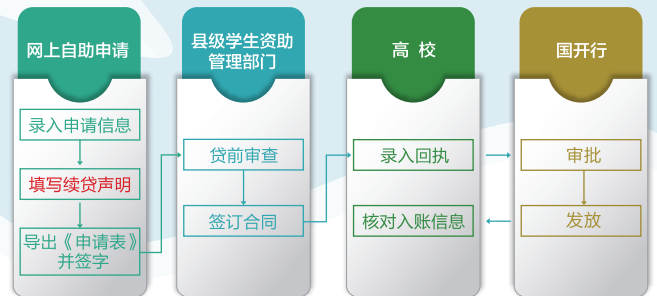 网上自助申请
录入申请信息
填写续贷声明
导出《申请表》
并签字
县级学生资助
管理部门
贷前审查
签订合同
高 校
录入回执
核对入账信息
国开行
审批
发放